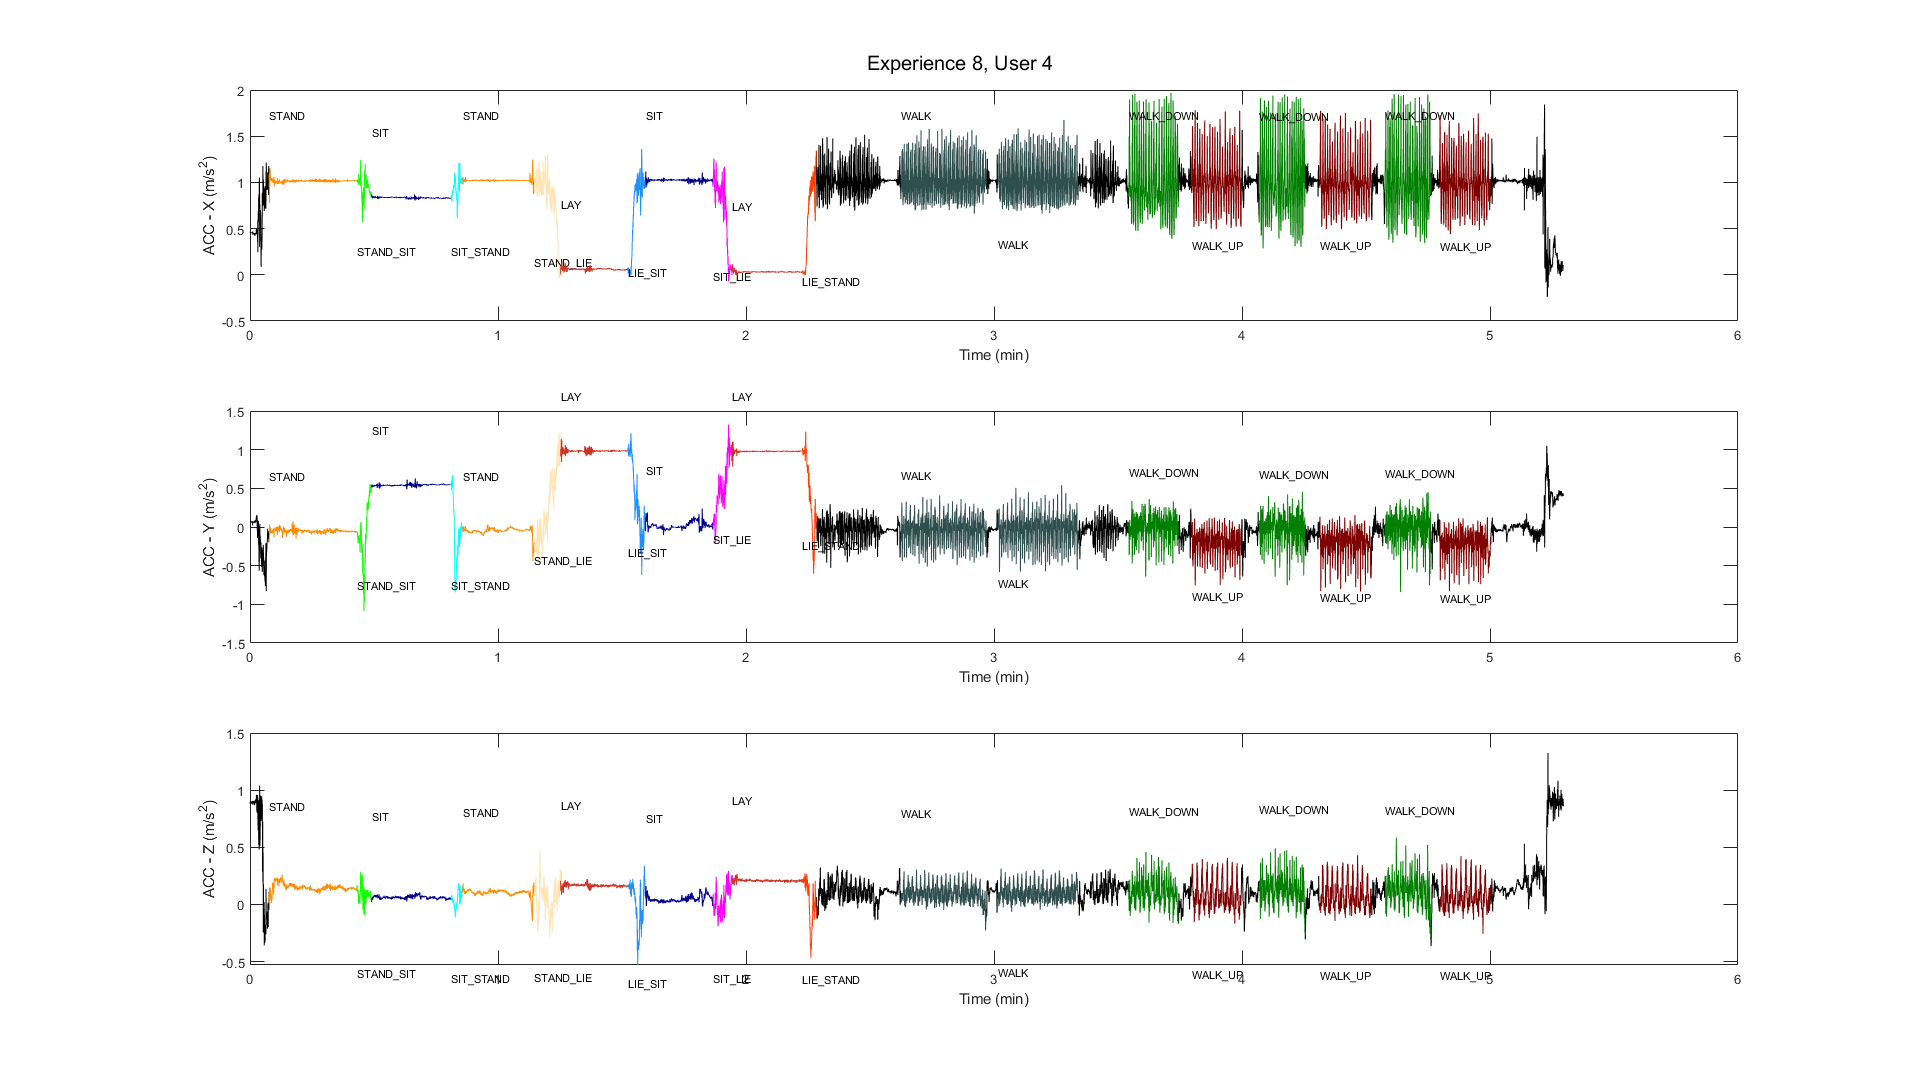 Experience 8, User 4
2
1.5
1
0.5
0
-0.5
ACC - X (m/s²)
STAND
SIT
STAND
SIT
WALK
WALK_DOWN
WALK_DOWN
WALK_DOWN
LAY
LAY
STAND_SIT
SIT_STAND
STAND_LIE
LIE_SIT
SIT_LIE
LIE_STAND
WALK
WALK_UP
WALK_UP
WALK_UP
0 1 2 3 4 5 6
Time (min)
LAY
LAY
1.5
1
0.5
0
-0.5
-1
-1.5
ACC - Y (m/s²)
SIT
STAND
STAND
SIT
WALK
WALK_DOWN
WALK_DOWN
WALK_DOWN
STAND_SIT
SIT_STAND
STAND_LIE
LIE_SIT
SIT_LIE
LIE_STAND
WALK
WALK_UP
WALK_UP
WALK_UP
0 1 2 3 4 5 6
Time (min)
1.5
1
0.5
0
-0.5
ACC - Z (m/s²)
STAND
SIT
STAND
LAY
SIT
LAY
WALK
WALK_DOWN
WALK_DOWN
WALK_DOWN
STAND_SIT
SIT_STAND
STAND_LIE
LIE_SIT
SIT_LIE
LIE_STAND
WALK
WALK_UP
WALK_UP
WALK_UP
0 1 2 3 4 5 6
Time (min)